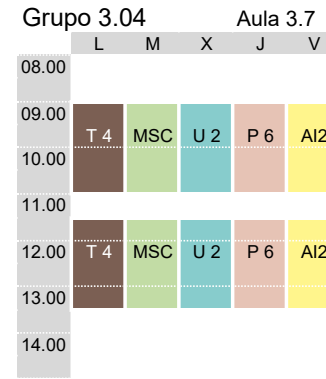 Grupo 3.04 Aula 3.7
L M X J V
08.00
09.00
T 4 MSC U 2 P 6 AI2
10.00
11.00
12.00 T 4 MSC U 2 P 6 AI2
13.00
14.00